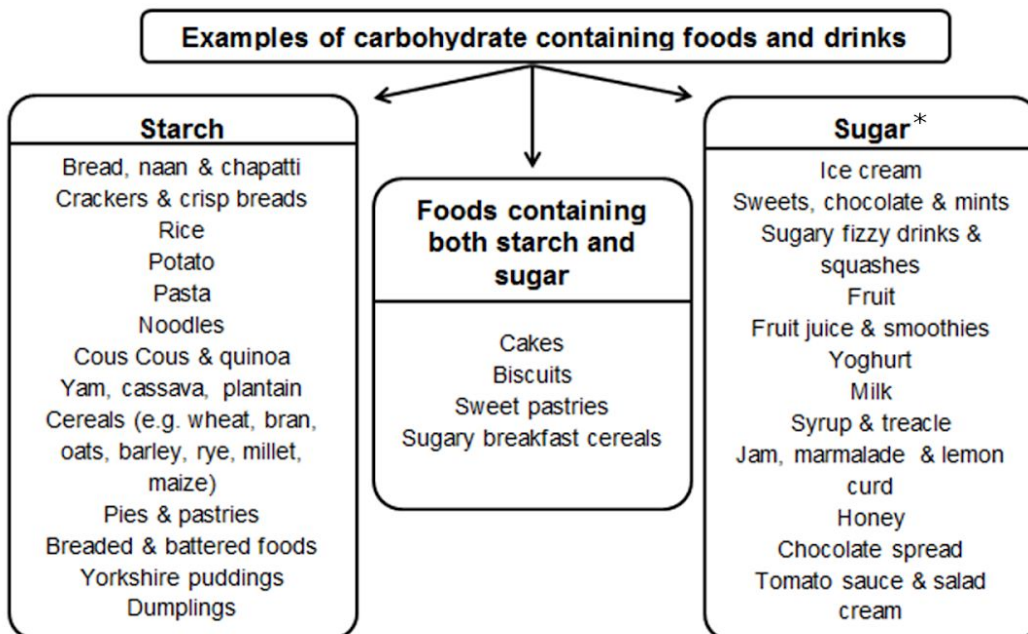 Examples of carbohydrate containing foods and drinks
Starch
Bread, naan & chapatti
Crackers & crisp breads
Rice
Potato
Pasta
Noodles
Cous Cous & quinoa
Yam, cassava, plantain
Cereals (e.g. wheat, bran,
oats, barley, rye, millet,
maize)
Pies & pastries
Breaded & battered foods
Yorkshire puddings
Dumplings
Foods containing
both starch and
sugar
Cakes
Biscuits
Sweet pastries
Sugary breakfast cereals
Sugar*
Ice cream
Sweets, chocolate & mints
Sugary fizzy drinks &
squashes
Fruit
Fruit juice & smoothies
Yoghurt
Milk
Syrup & treacle
Jam, marmalade & lemon
curd
Honey
Chocolate spread
Tomato sauce & salad
cream